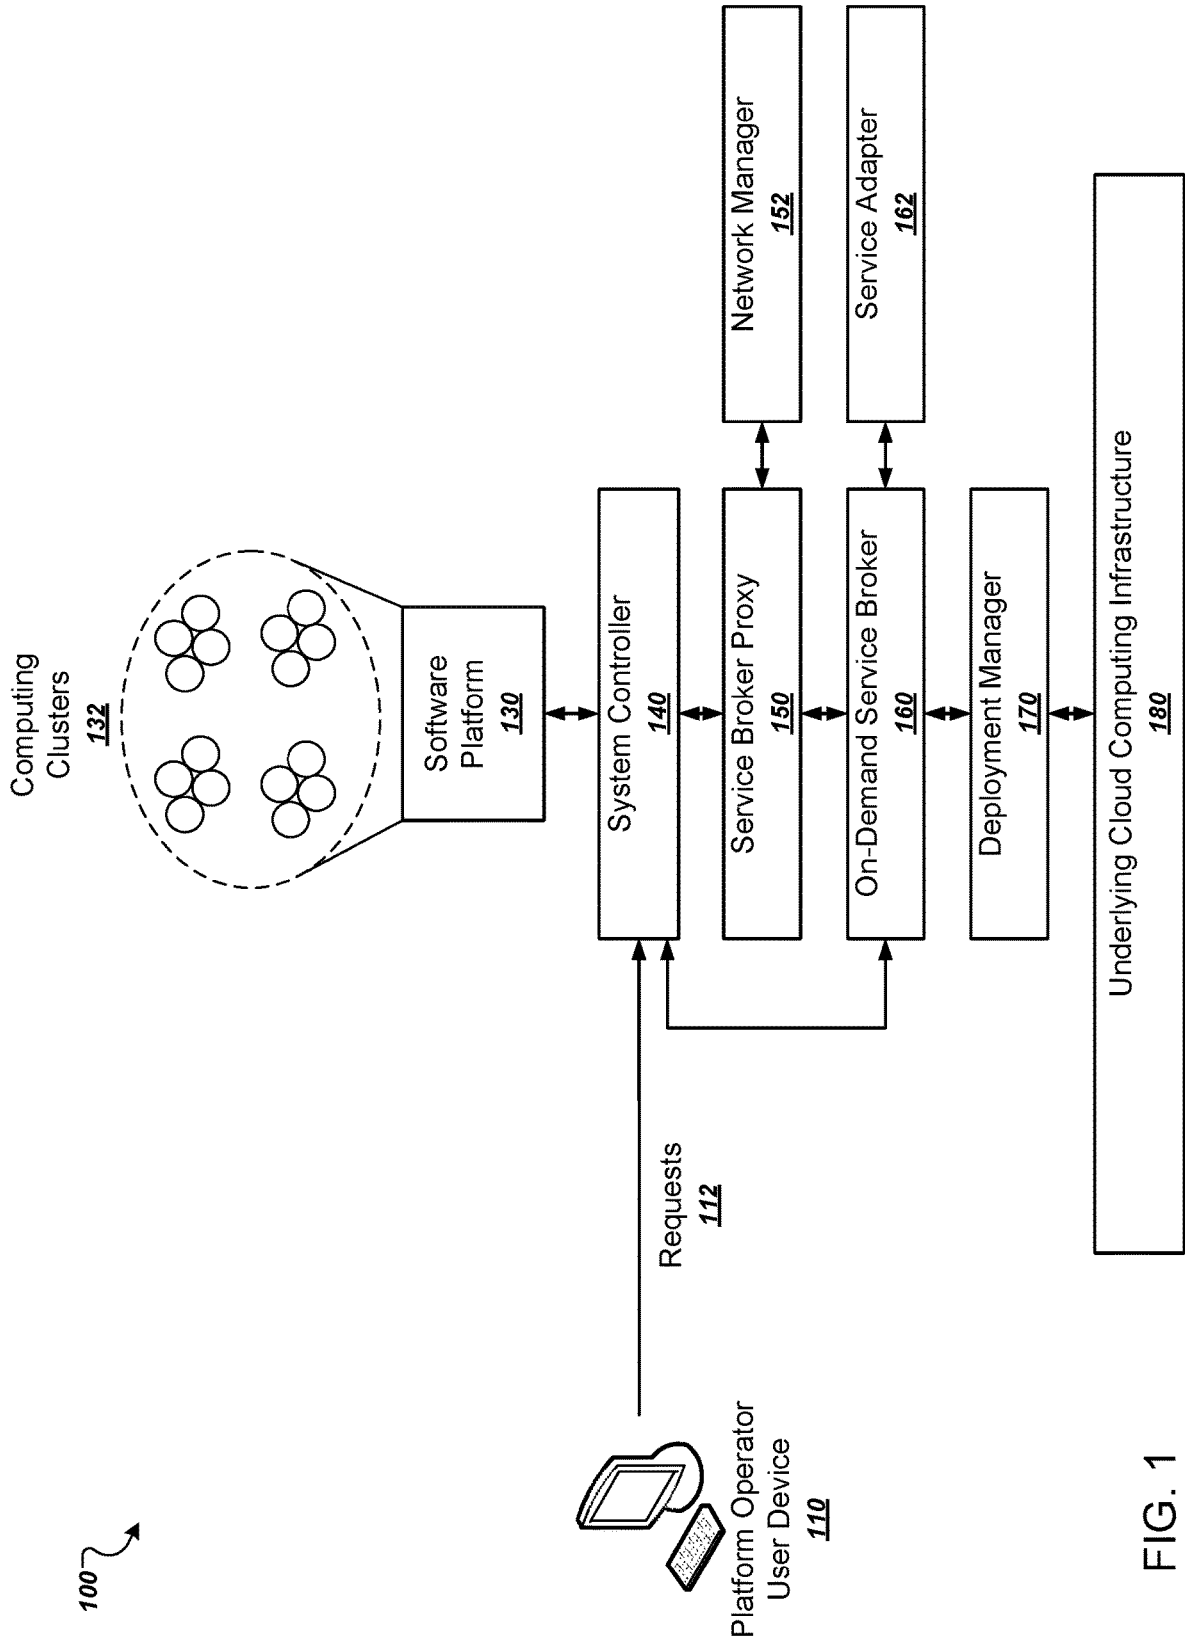 100
Computing
Clusters
132
Software
Platform
130
System Controller
140
Requests
112
Service Broker Proxy
150
Network Manager
152
On-Demand Service Broker
160
Service Adapter
162
Deployment Manager
170
Underlying Cloud Computing Infrastructure
180
Platform Operator
User Device
110
FIG. 1